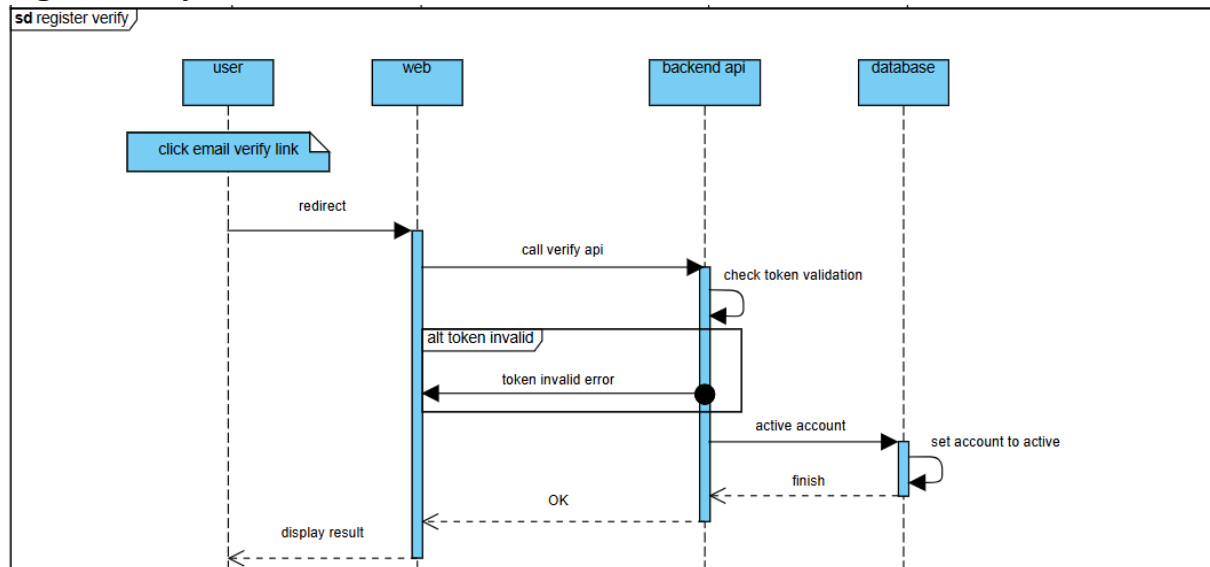 sd register verify
user
web
backend api
database
click email verify link
redirect
call verify api
check token validation
alt token invalid
token invalid error
active account
set account to active
finish
OK
display result